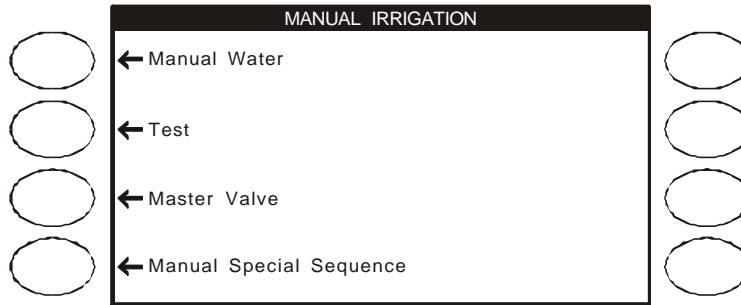 MANUAL IRRIGATION
Manual Water
Test
Master Valve
Manual Special Sequence